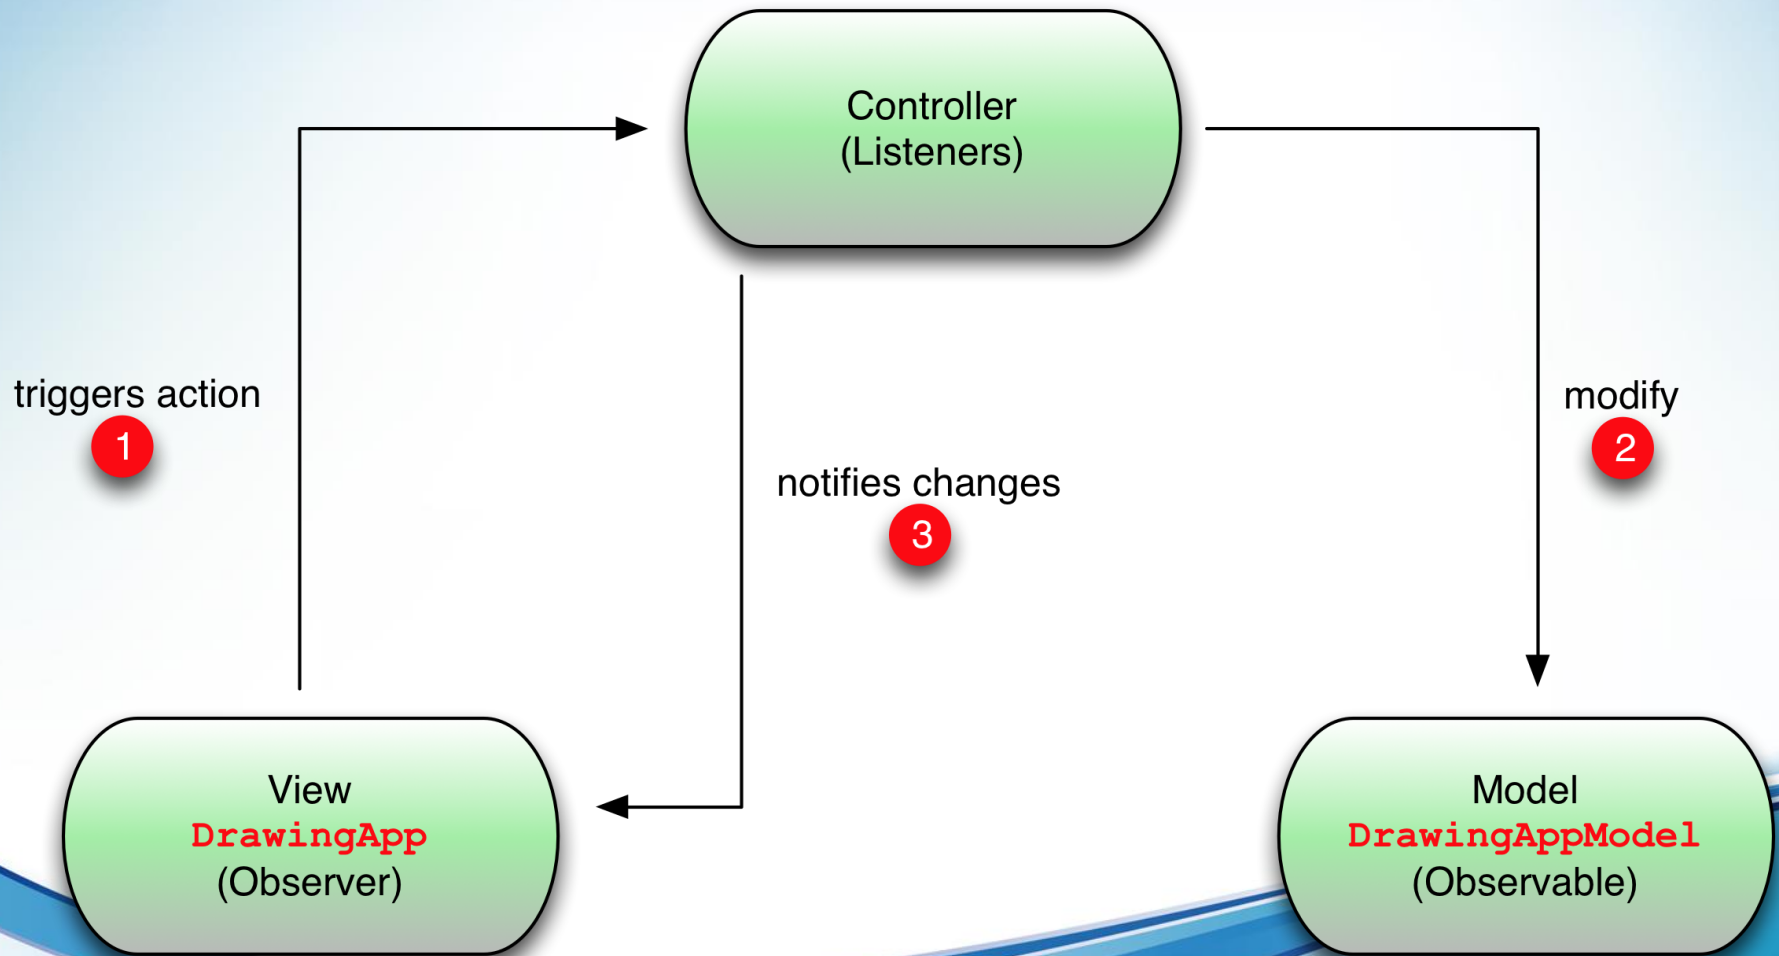 Controller
(Listeners)
triggers action
1
modify
2
notifies changes
3
View
DrawingApp
(Observer)
Model
DrawingAppModel
(Observable)